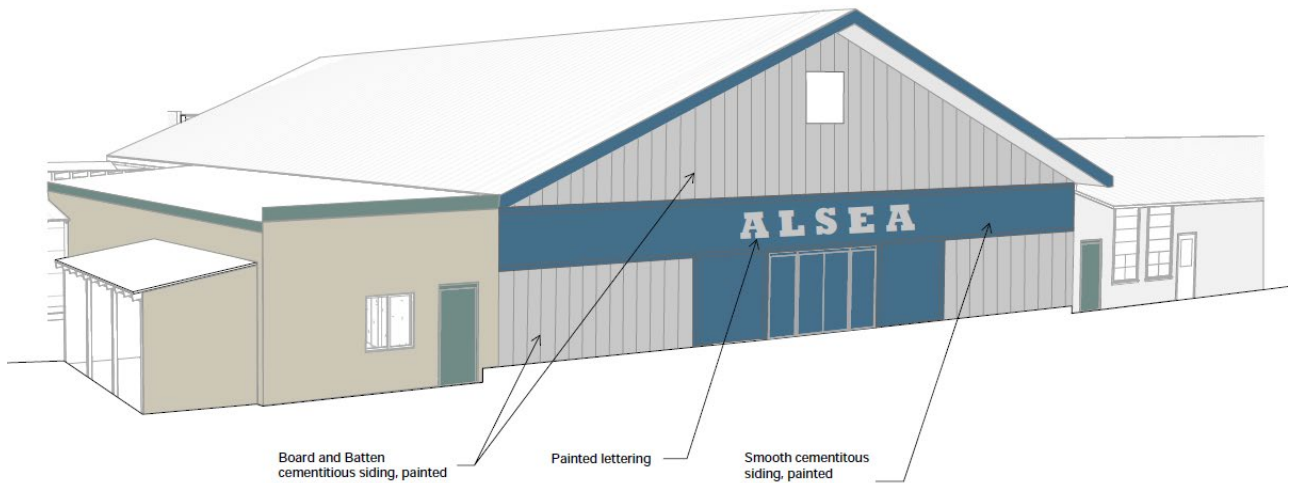 ALSEA
Board and Batten
cementitious siding, painted
Painted lettering
Smooth cementitous
siding, painted